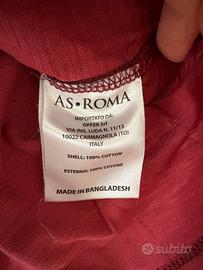 AS•ROMA
IMPORTATO DA:
OFFER Srl
VIA ING. LUDA N. 11/13
10022 CARMAGNOLA (TO)
ITALY
SHELL: 100% COTTON
ESTERNO: 100% COTONE
MADE IN BANGLADESH
subito